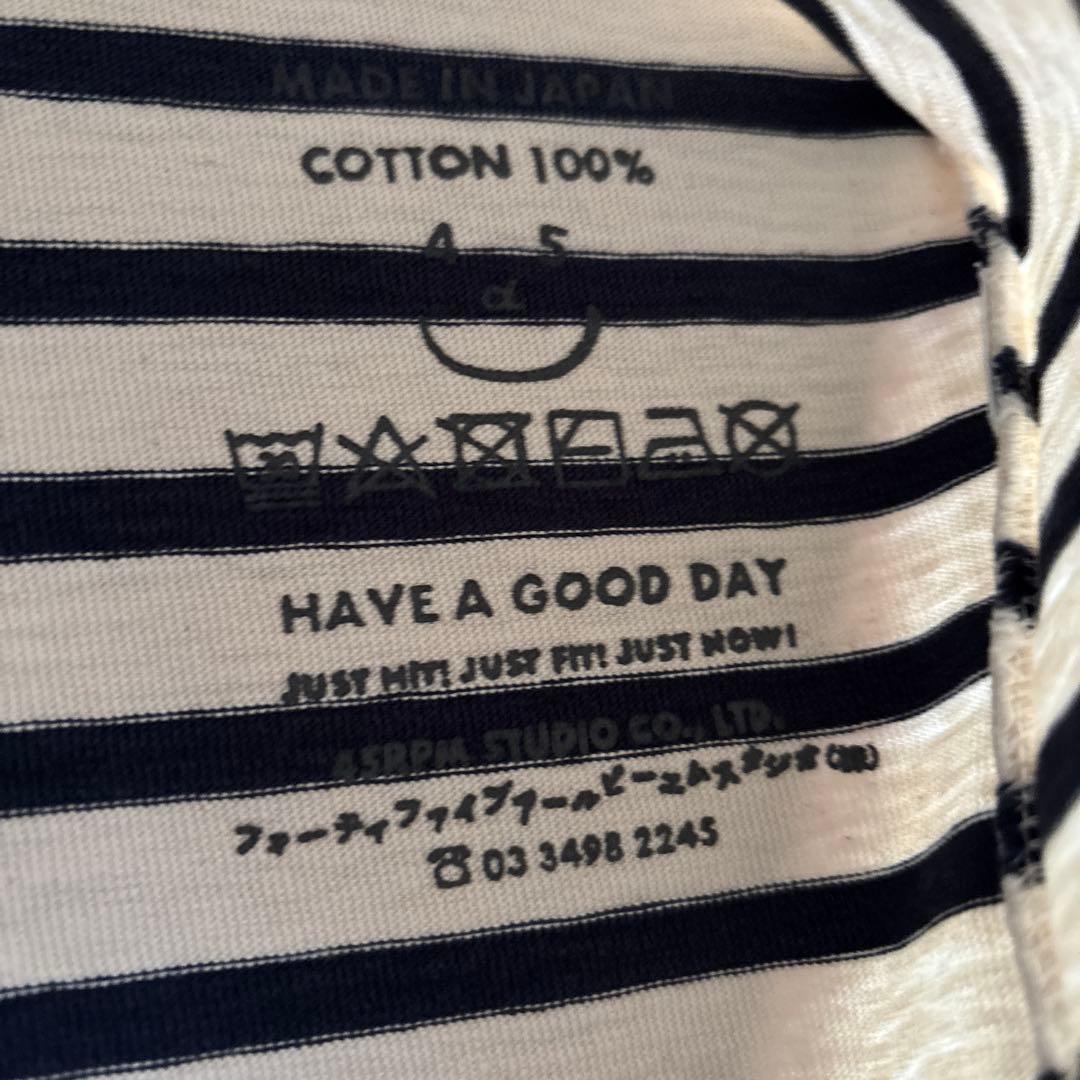 MADE IN JAPAN
COTTON 100%
4 5
d
30
HAVE A GOOD DAY
JUST HIT! JUST FIT! JUST NOW!
45RPM STUDIO CO., LTD.
フォーティファイブアールピーエムスタジオ(株)
☎ 03 3498 2245